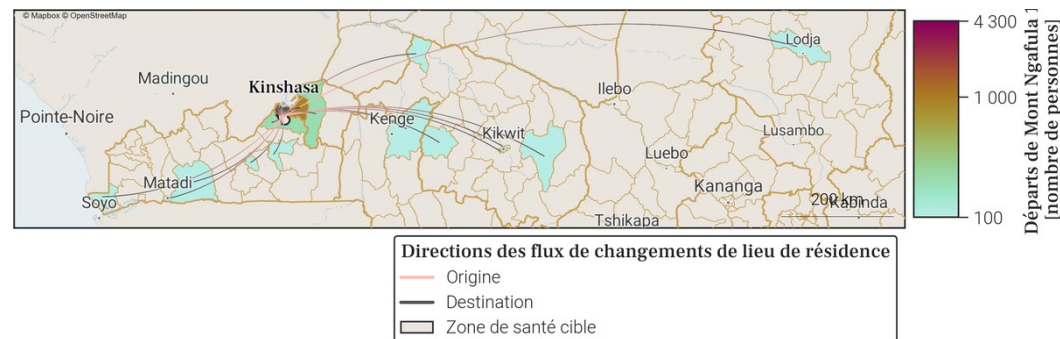 © Mapbox © OpenStreetMap
Lodja
Madingou
Kinshasa
Pointe-Noire
Ilebo
Kenge
Kikwit
Lusambo
Luebo
Matadi
Kananga
Soyo
200 km
Kabinda
Tshikapa
4 300
1 000
100
Départs de Mont Ngafula 1
[nombre de personnes]
Directions des flux de changements de lieu de résidence
Origine
Destination
Zone de santé cible